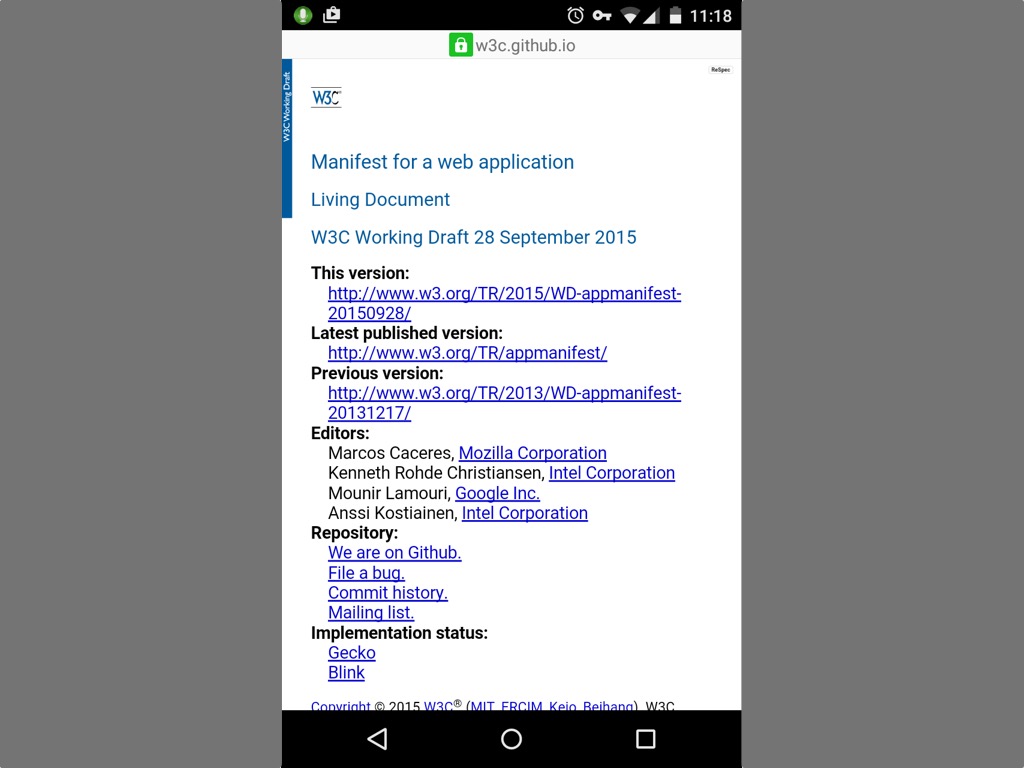 11:18
w3c.github.io
ReSpec
W3C Working Draft
W3C
Manifest for a web application
Living Document
W3C Working Draft 28 September 2015
This version:
http://www.w3.org/TR/2015/WD-appmanifest-
20150928/
Latest published version:
http://www.w3.org/TR/appmanifest/
Previous version:
http://www.w3.org/TR/2013/WD-appmanifest-
20131217/
Editors:
Marcos Caceres, Mozilla Corporation
Kenneth Rohde Christiansen, Intel Corporation
Mounir Lamouri, Google Inc.
Anssi Kostiainen, Intel Corporation
Repository:
We are on Github.
File a bug.
Commit history.
Mailing list.
Implementation status:
Gecko
Blink
Copyright © 2015 W3C® (MIT, ERCIM, Keio, Beihang). W3C